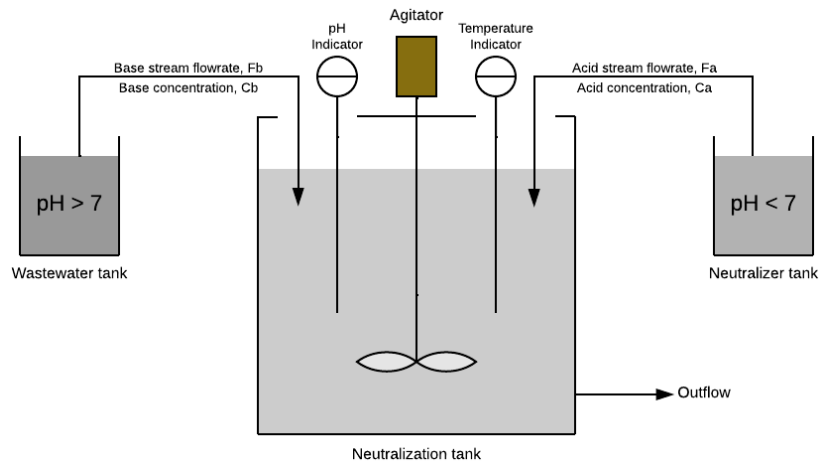 Agitator
pH
Indicator
Temperature
Indicator
Base stream flowrate, Fb
Base concentration, Cb
Acid stream flowrate, Fa
Acid concentration, Ca
pH > 7
pH < 7
Wastewater tank
Neutralizer tank
Outflow
Neutralization tank